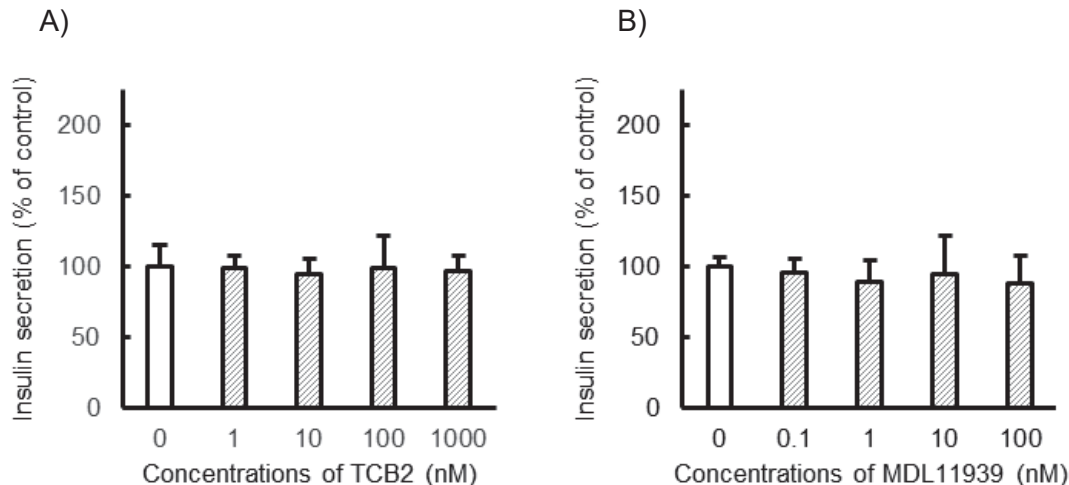 A)
Insulin secretion (% of control)
200
150
100
50
0
0 1 10 100 1000
Concentrations of TCB2 (nM)
B)
Insulin secretion (% of control)
200
150
100
50
0
0 0.1 1 10 100
Concentrations of MDL11939 (nM)